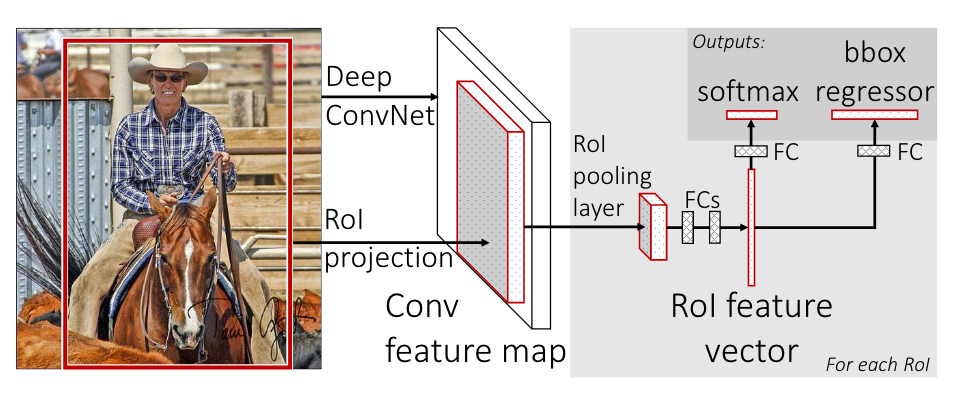 Deep
ConvNet
RoI
projection
Conv
feature map
RoI
pooling
layer
FCs
RoI feature
vector
For each RoI
Outputs:
softmax
bbox
regressor
FC
FC